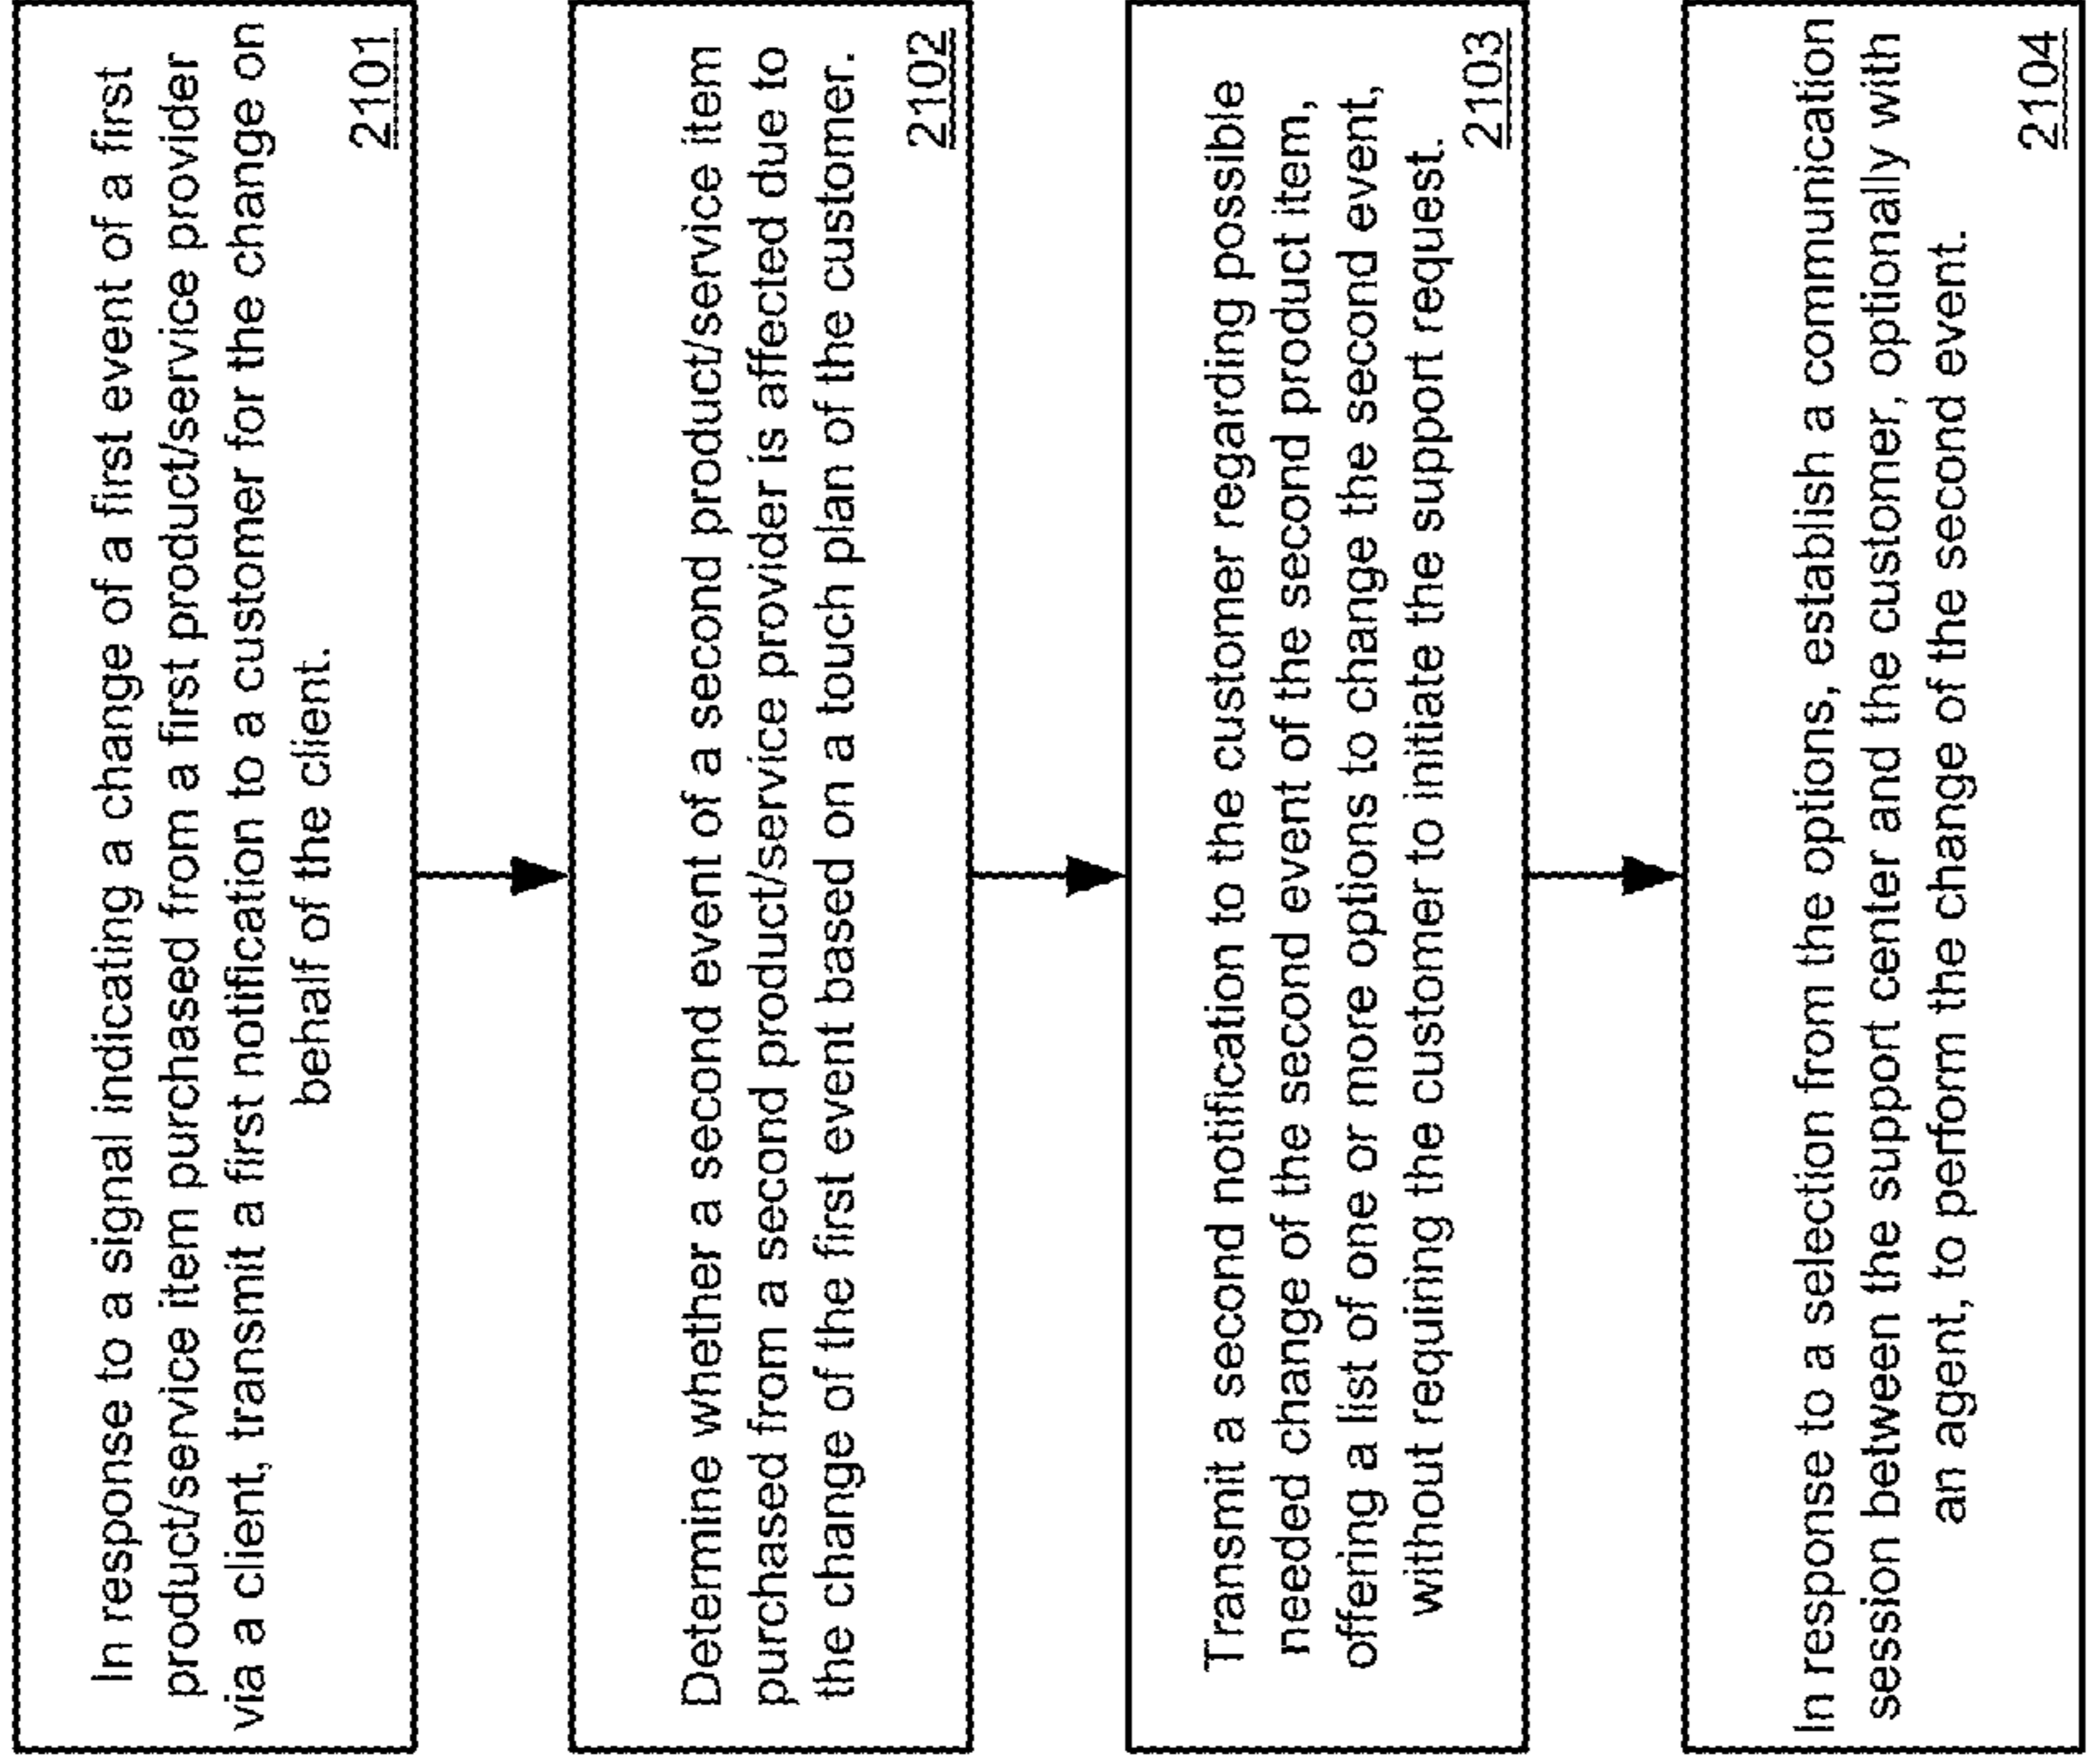 In response to a signal indicating a change of a first event of a first
product/service item purchased from a first product/service provider
via a client, transmit a first notification to a customer for the change on
behalf of the client.
2101
Determine whether a second event of a second product/service item
purchased from a second product/service provider is affected due to
the change of the first event based on a touch plan of the customer.
2102
Transmit a second notification to the customer regarding possible
needed change of the second event of the second product item,
offering a list of one or more options to change the second event,
without requiring the customer to initiate the support request.
2103
In response to a selection from the options, establish a communication
session between the support center and the customer, optionally with
an agent, to perform the change of the second event.
2104